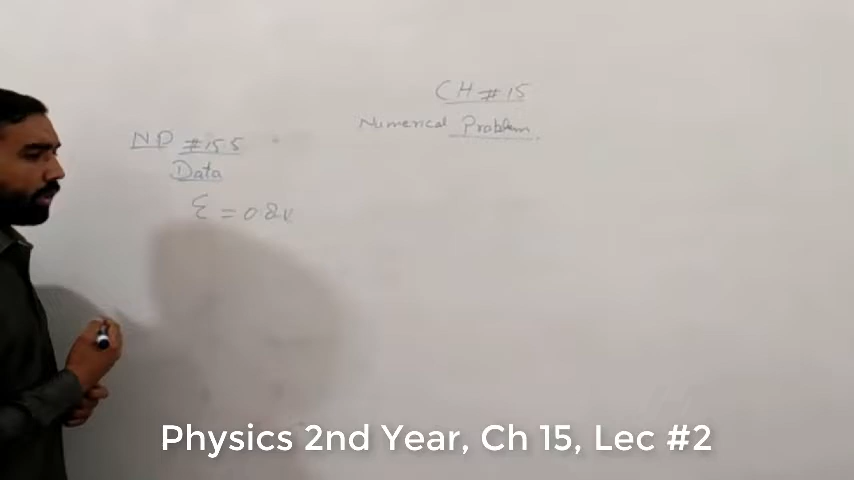 CH # 15
Numerical Problem
NP # 15.5
Data
ε = 0.8v
Physics 2nd Year, Ch 15, Lec #2